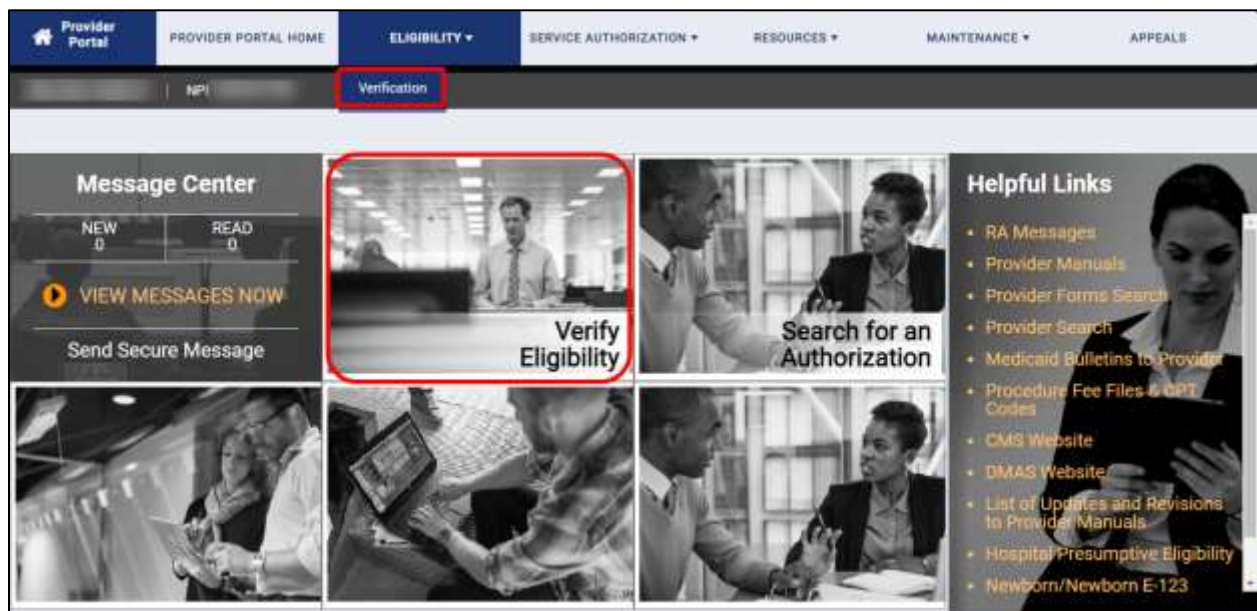 Provider
Portal
PROVIDER PORTAL HOME
ELIGIBILITY ▾
SERVICE AUTHORIZATION ▾
RESOURCES ▾
MAINTENANCE ▾
APPEALS
NPI
Verification
Message Center
NEW
0
READ
0
VIEW MESSAGES NOW
Send Secure Message
Verify
Eligibility
Search for an
Authorization
Helpful Links
• RA Messages
• Provider Manuals
• Provider Forms Search
• Provider Search
• Medicaid Bulletins to Provider
• Procedure Fee Files & CPT
Codes
• CMS Website
• DMAS Website
• List of Updates and Revisions
to Provider Manuals
• Hospital Presumptive Eligibility
• Newborn/Newborn E-123